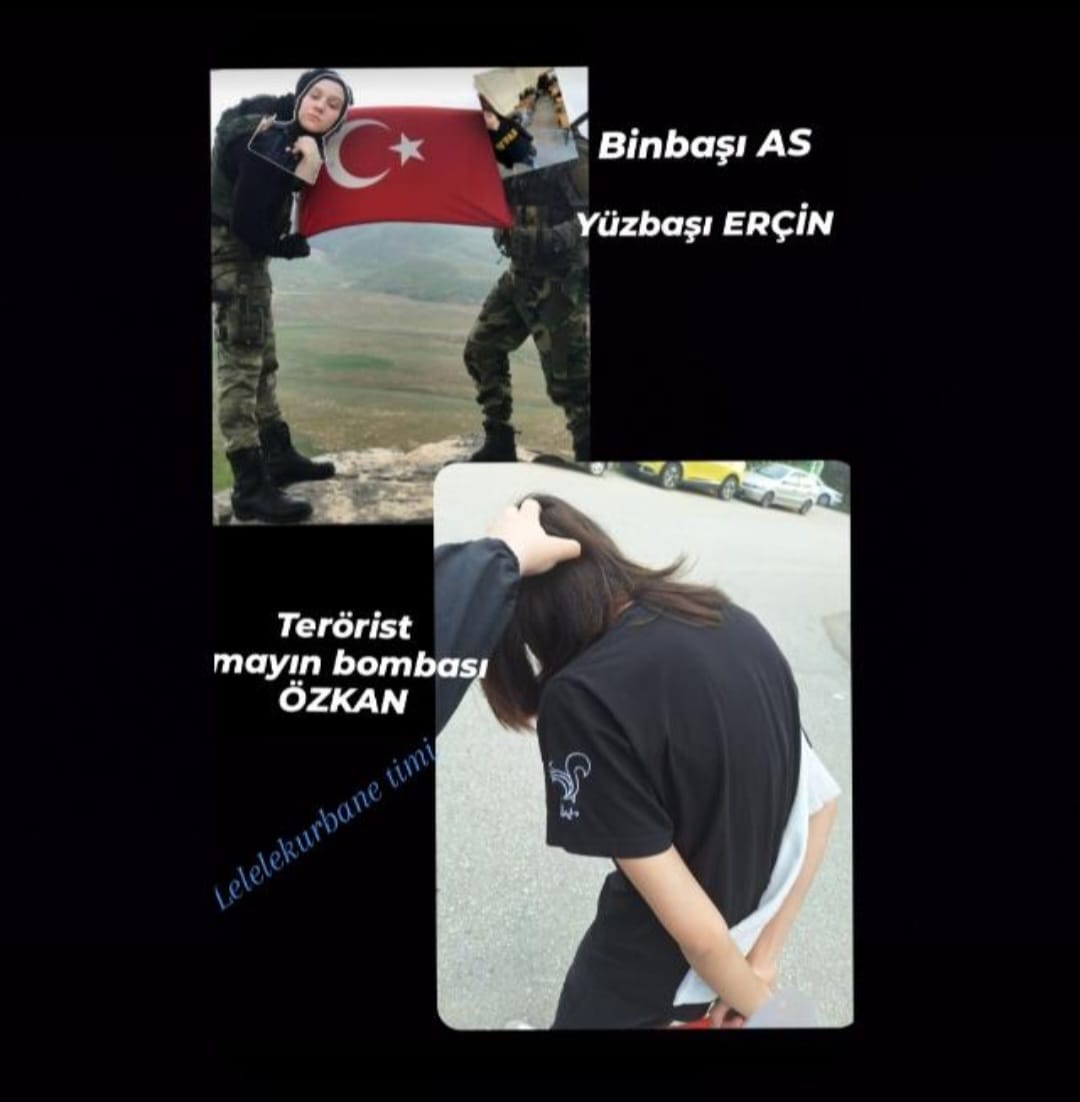 Binbaşı AS
Yüzbaşı ERÇİN
Terörist
mayın bombası
ÖZKAN
Lelelekurbane timi